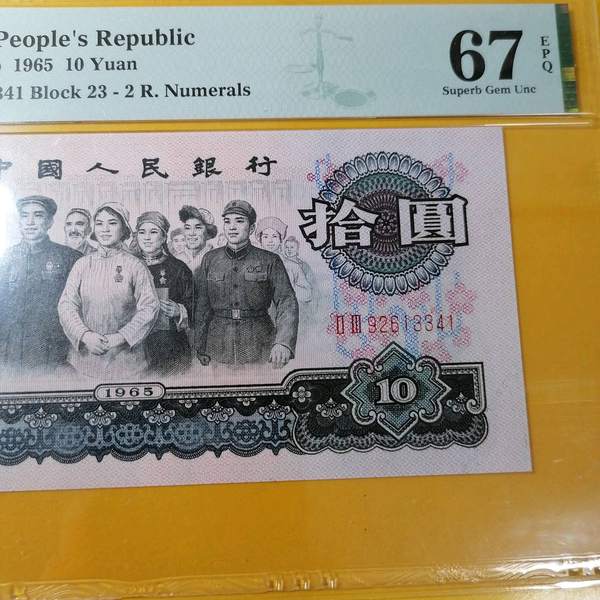 People's Republic
1965 10 Yuan
341 Block 23 - 2 R. Numerals
67
EPQ
Superb Gem Unc
中國人民銀行
拾圓
II III 92613341
1965
10